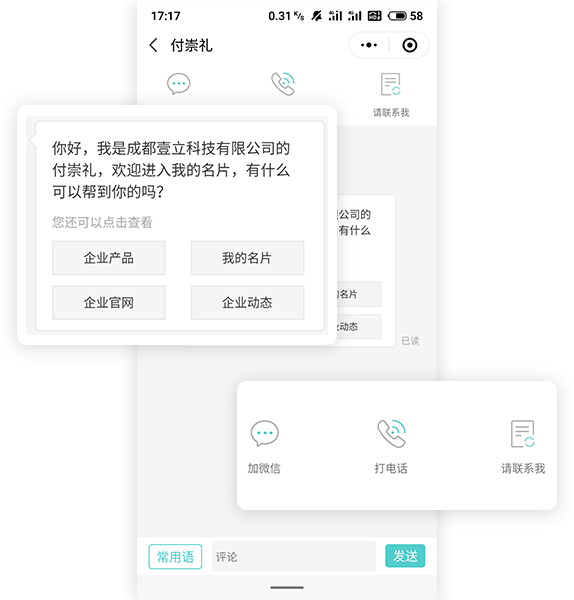 17:17
0.31 K/s 4G 4G HD 58
付崇礼
请联系我
你好，我是成都壹立科技有限公司的
付崇礼，欢迎进入我的名片，有什么
可以帮到你的吗？
您还可以点击查看
企业产品 我的名片
企业官网 企业动态
公司的
有什么
名片
动态
已读
加微信 打电话 请联系我
常用语 评论 发送